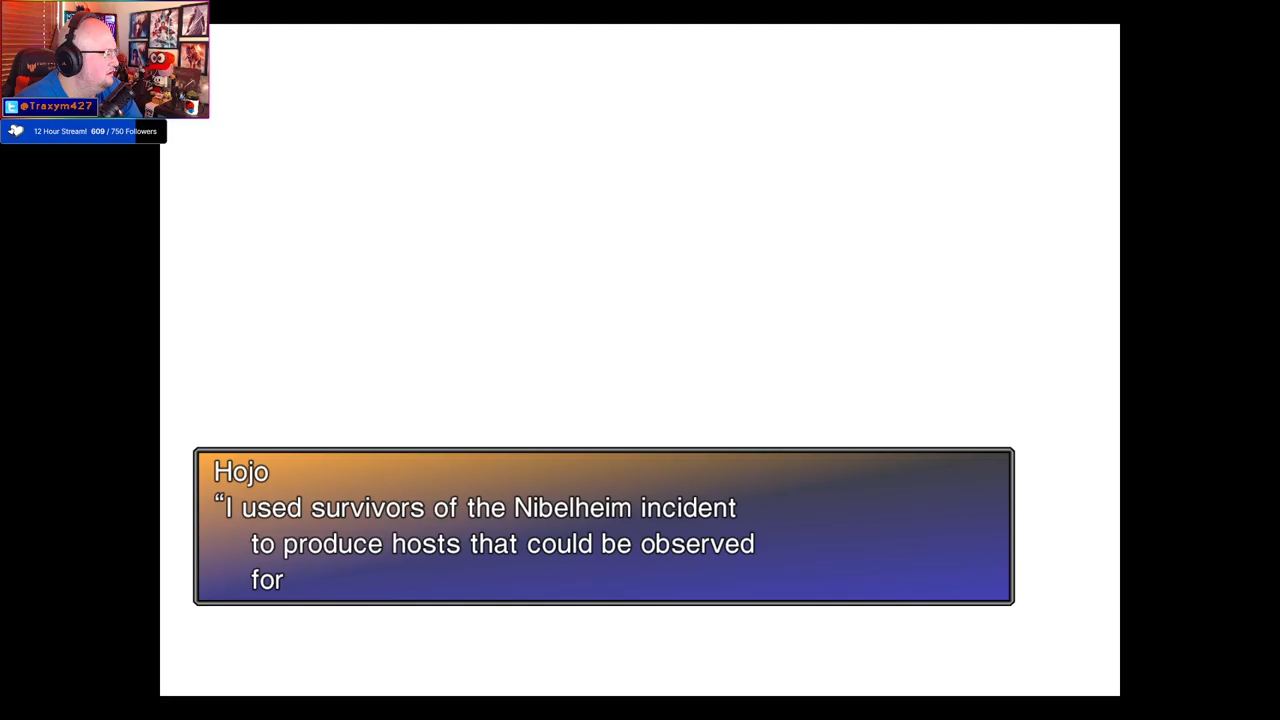 @Traxym427
12 Hour Stream! 609 / 750 Followers
Hojo
“I used survivors of the Nibelheim incident
to produce hosts that could be observed
for